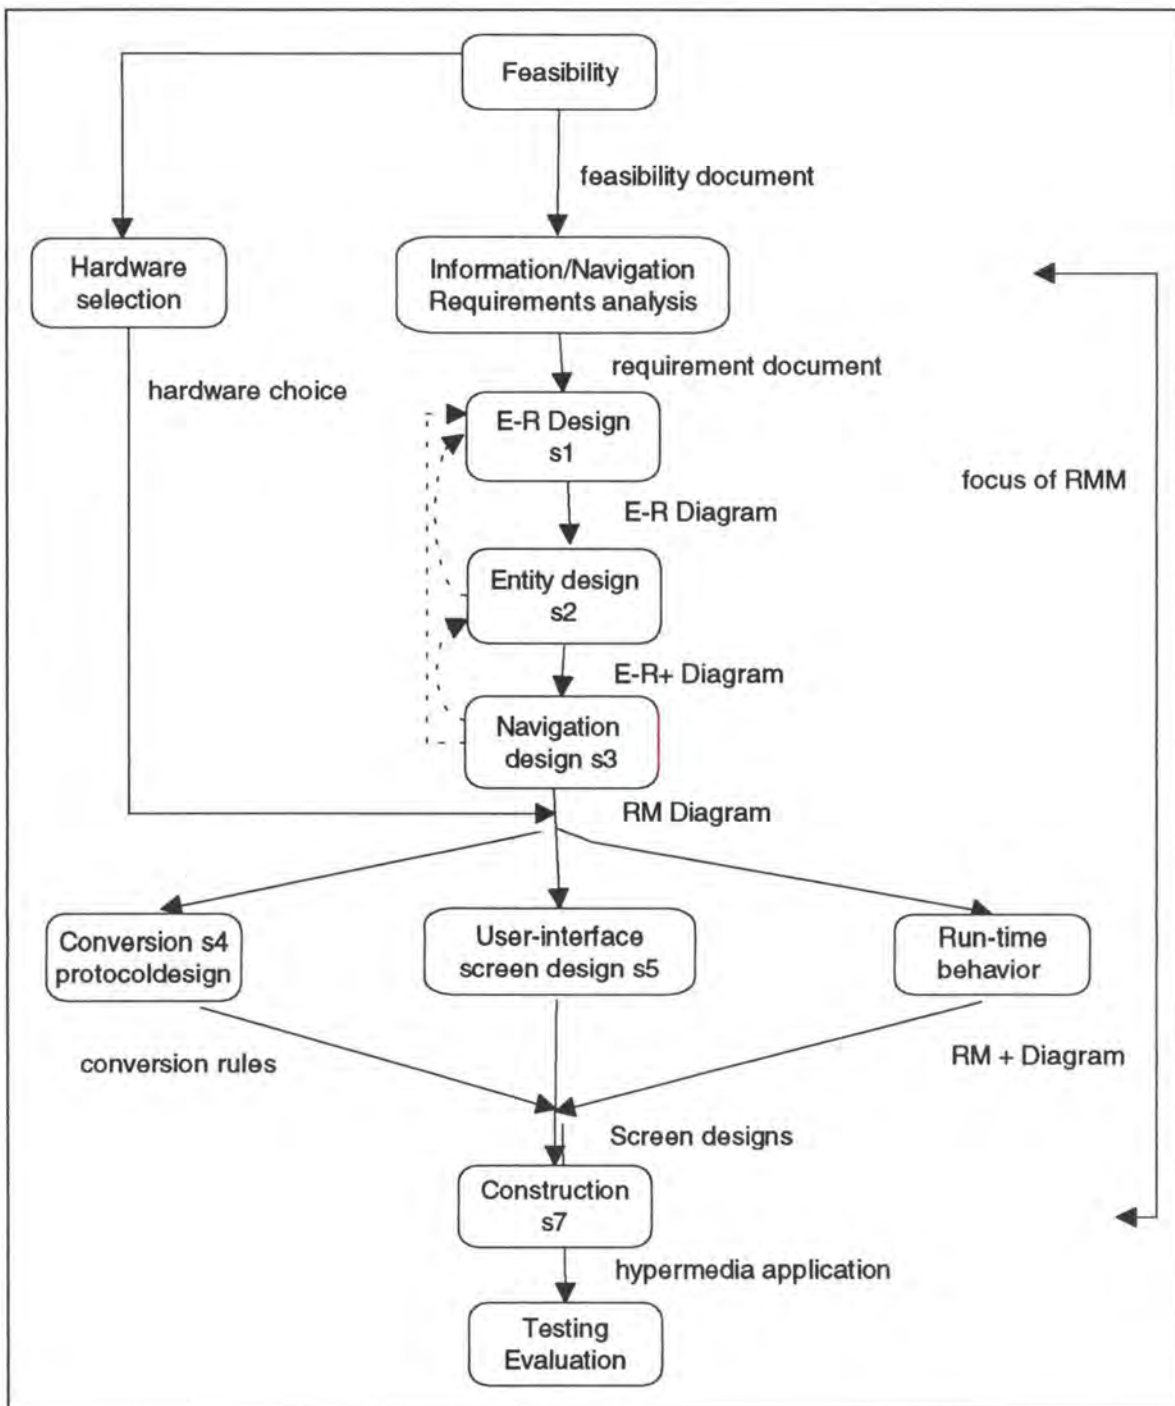 Feasibility
feasibility document
Hardware
selection
Information/Navigation
Requirements analysis
requirement document
hardware choice
E-R Design
s1
focus of RMM
E-R Diagram
Entity design
s2
E-R+ Diagram
Navigation
design s3
RM Diagram
Conversion s4
protocoldesign
User-interface
screen design s5
Run-time
behavior
conversion rules
RM + Diagram
Screen designs
Construction
s7
hypermedia application
Testing
Evaluation